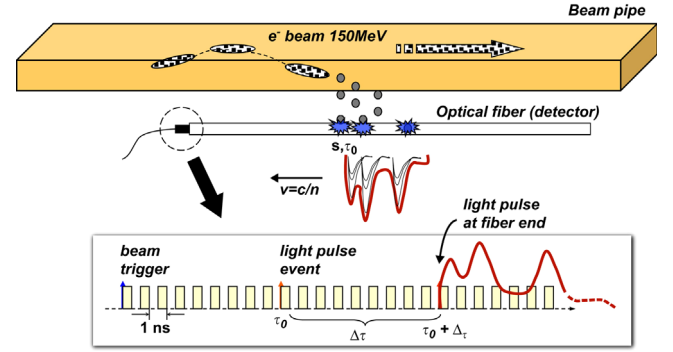 Beam pipe
e- beam 150MeV
Optical fiber (detector)
s,τ0
v=c/n
light pulse
at fiber end
beam
trigger
light pulse
event
1 ns
τ0
Δτ
τ0 + Δτ